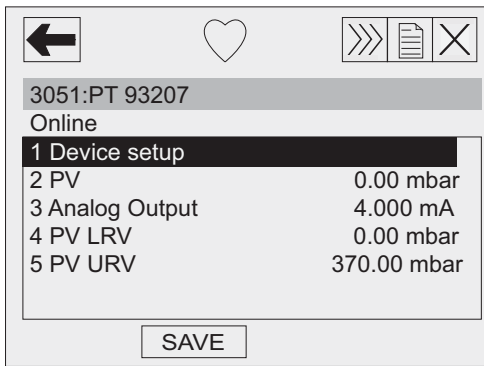 3051:PT 93207
Online
1 Device setup
2 PV 0.00 mbar
3 Analog Output 4.000 mA
4 PV LRV 0.00 mbar
5 PV URV 370.00 mbar
SAVE